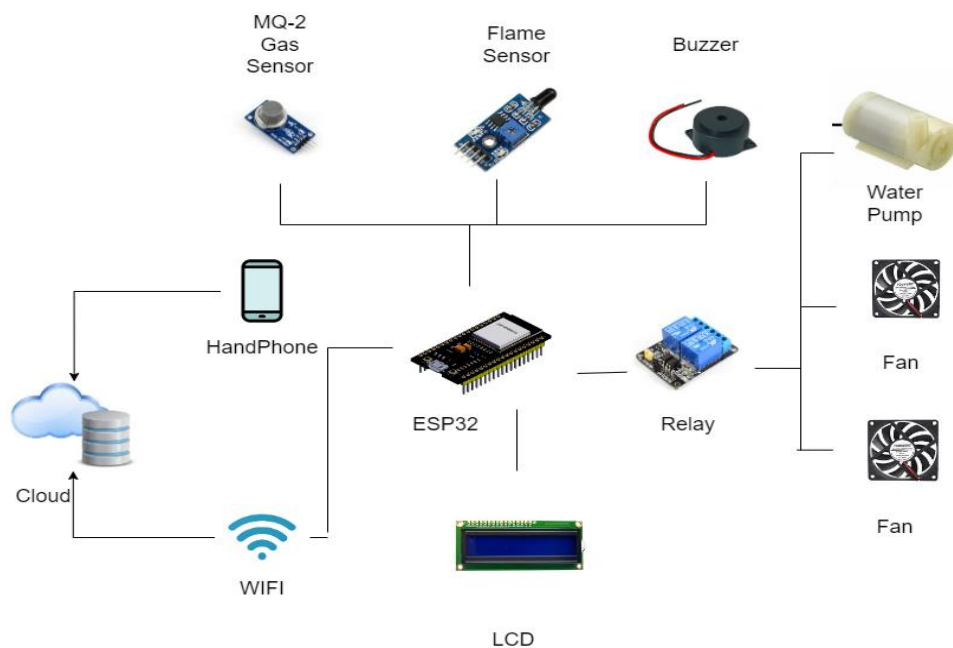 MQ-2
Gas
Sensor
Flame
Sensor
Buzzer
Water
Pump
HandPhone
Fan
ESP32
Relay
Cloud
Fan
WIFI
LCD